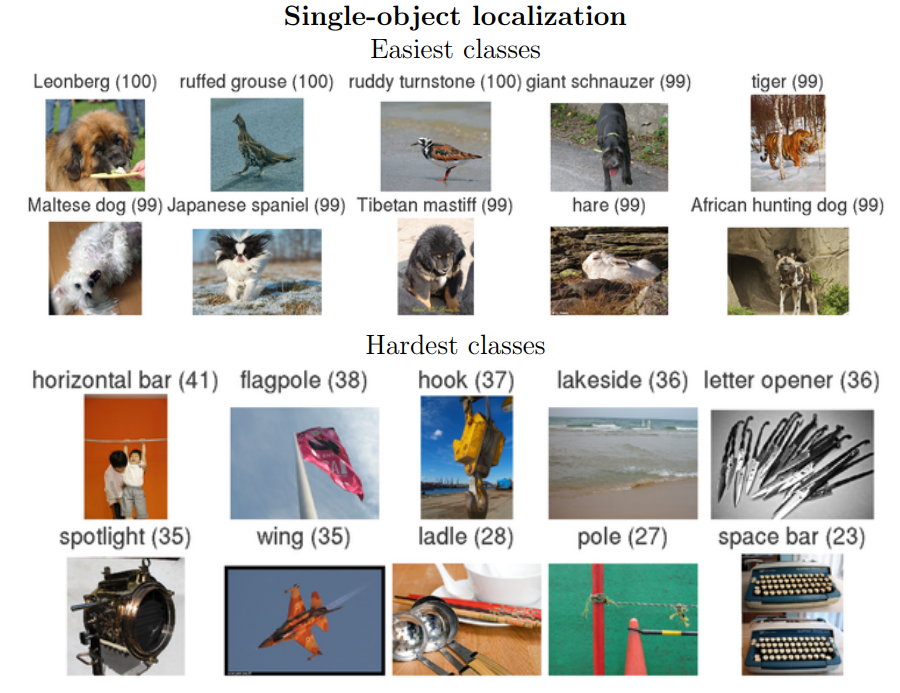 Single-object localization
Easiest classes
Leonberg (100) ruffed grouse (100) ruddy turnstone (100) giant schnauzer (99) tiger (99)
Maltese dog (99) Japanese spaniel (99) Tibetan mastiff (99) hare (99) African hunting dog (99)
Hardest classes
horizontal bar (41) flagpole (38) hook (37) lakeside (36) letter opener (36)
spotlight (35) wing (35) ladle (28) pole (27) space bar (23)